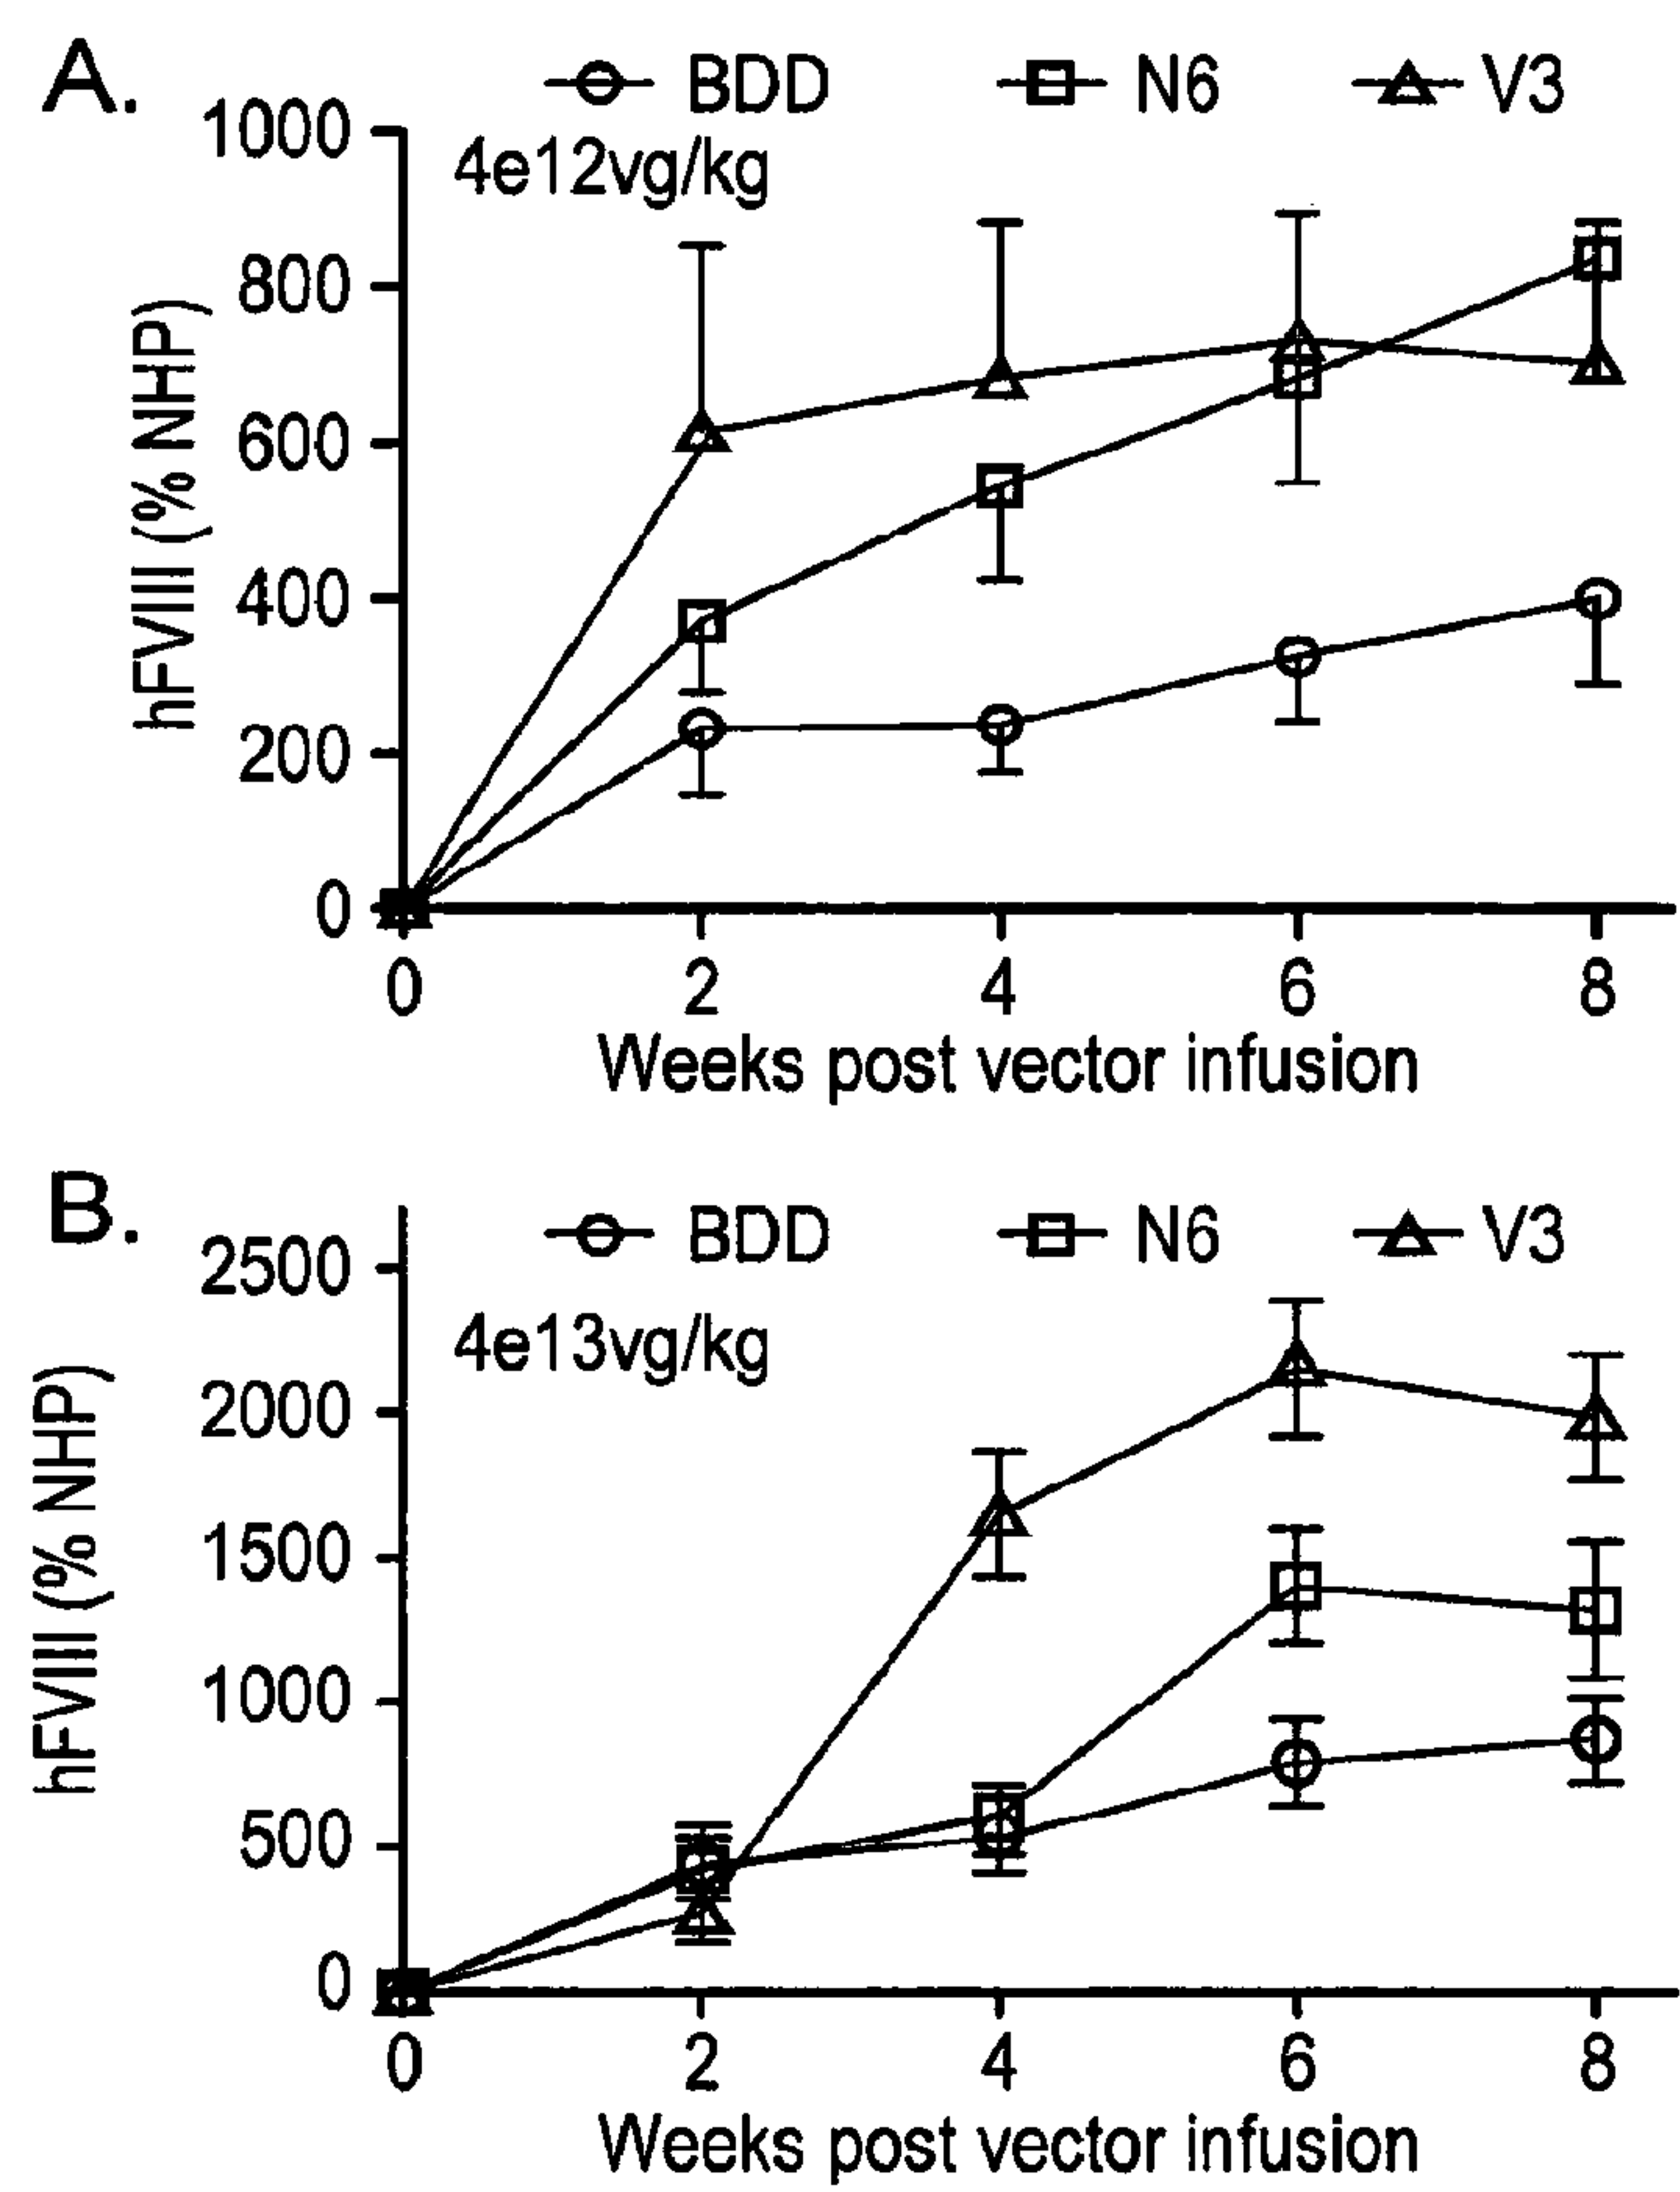 A.
BDD N6 V3
4e12vg/kg
hFVIII (% NHP)
1000
800
600
400
200
0
0 2 4 6 8
Weeks post vector infusion
B.
BDD N6 V3
4e13vg/kg
hFVIII (% NHP)
2500
2000
1500
1000
500
0
0 2 4 6 8
Weeks post vector infusion